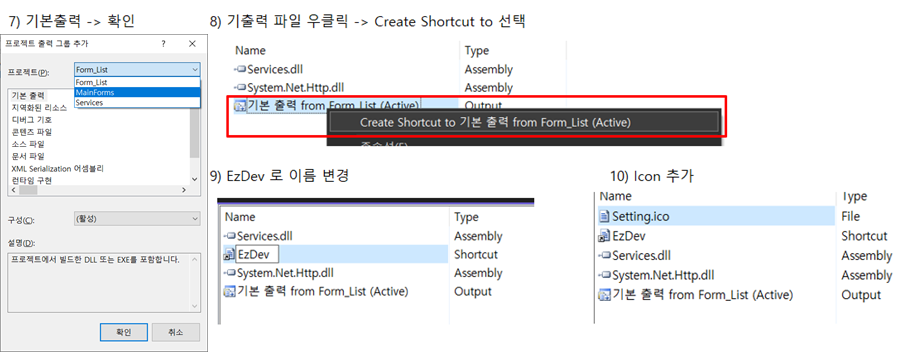 7) 기본출력 -> 확인
프로젝트 출력 그룹 추가
?
프로젝트(P):
Form_List
Form_List
MainForms
Services
기본 출력
지역화된 리소스
디버그 기호
콘텐츠 파일
소스 파일
문서 파일
XML Serialization 어셈블리
런타임 구현
구성(C):
(활성)
설명(D):
프로젝트에서 빌드한 DLL 또는 EXE를 포함합니다.
확인
취소
8) 기출력 파일 우클릭 -> Create Shortcut to 선택
Name Type
Services.dll Assembly
System.Net.Http.dll Assembly
기본 출력 from Form_List (Active) Output
Create Shortcut to 기본 출력 from Form_List (Active)
9) EzDev 로 이름 변경
Name Type
Services.dll Assembly
EzDev Shortcut
System.Net.Http.dll Assembly
기본 출력 from Form_List (Active) Output
10) Icon 추가
Name Type
Setting.ico File
EzDev Shortcut
Services.dll Assembly
System.Net.Http.dll Assembly
기본 출력 from Form_List (Active) Output